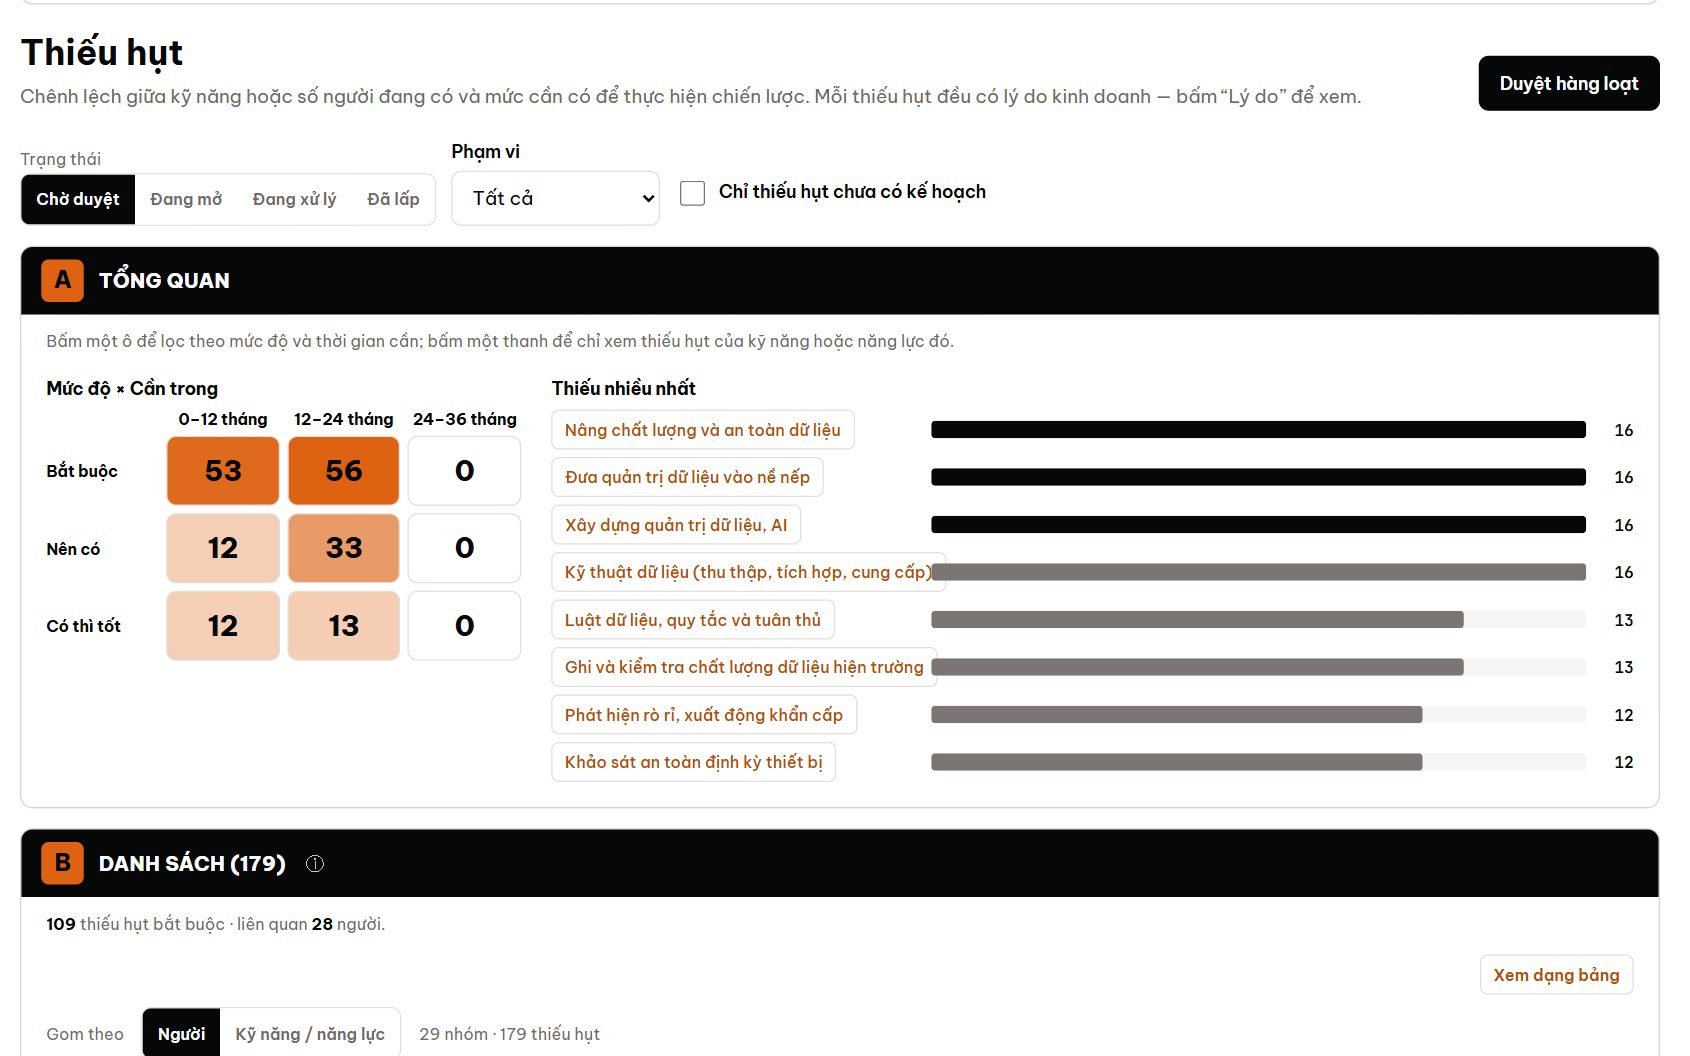 Thiếu hụt
Chênh lệch giữa kỹ năng hoặc số người đang có và mức cần có để thực hiện chiến lược. Mỗi thiếu hụt đều có lý do kinh doanh — bấm “Lý do” để xem.
Duyệt hàng loạt
Trạng thái
Phạm vi
Chờ duyệt
Đang mở
Đang xử lý
Đã lấp
Tất cả
Chỉ thiếu hụt chưa có kế hoạch
A TỔNG QUAN
Bấm một ô để lọc theo mức độ và thời gian cần; bấm một thanh để chỉ xem thiếu hụt của kỹ năng hoặc năng lực đó.
Mức độ × Cần trong
0–12 tháng 12–24 tháng 24–36 tháng
Bắt buộc 53 56 0
Nên có 12 33 0
Có thì tốt 12 13 0
Thiếu nhiều nhất
Nâng chất lượng và an toàn dữ liệu 16
Đưa quản trị dữ liệu vào nề nếp 16
Xây dựng quản trị dữ liệu, AI 16
Kỹ thuật dữ liệu (thu thập, tích hợp, cung cấp) 16
Luật dữ liệu, quy tắc và tuân thủ 13
Ghi và kiểm tra chất lượng dữ liệu hiện trường 13
Phát hiện rò rỉ, xuất động khẩn cấp 12
Khảo sát an toàn định kỳ thiết bị 12
B DANH SÁCH (179) ⓘ
109 thiếu hụt bắt buộc · liên quan 28 người.
Xem dạng bảng
Gom theo Người Kỹ năng / năng lực 29 nhóm · 179 thiếu hụt